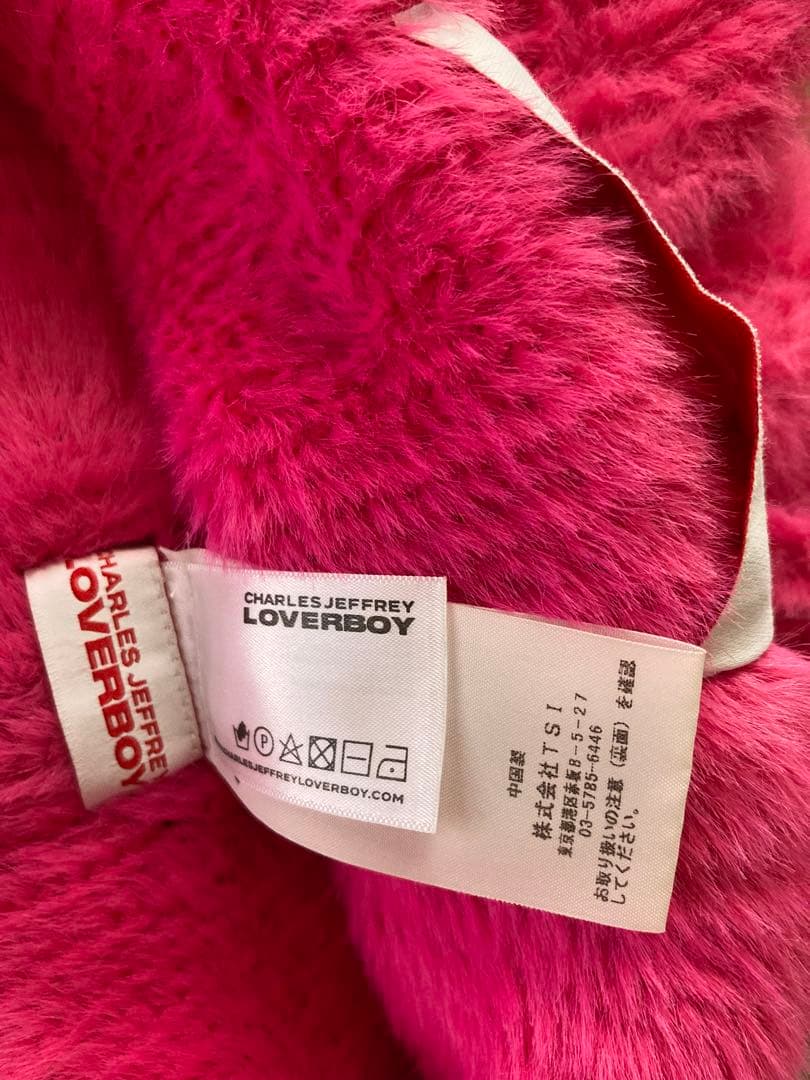 CHARLES JEFFREY
LOVERBOY
CHARLES JEFFREY
LOVERBOY
P
CHARLESJEFFREYLOVERBOY.COM
中国製
株式会社TSI
東京都港区赤坂8-5-27
03-5785-6446
お取り扱いの注意(裏面)を確認
してください。